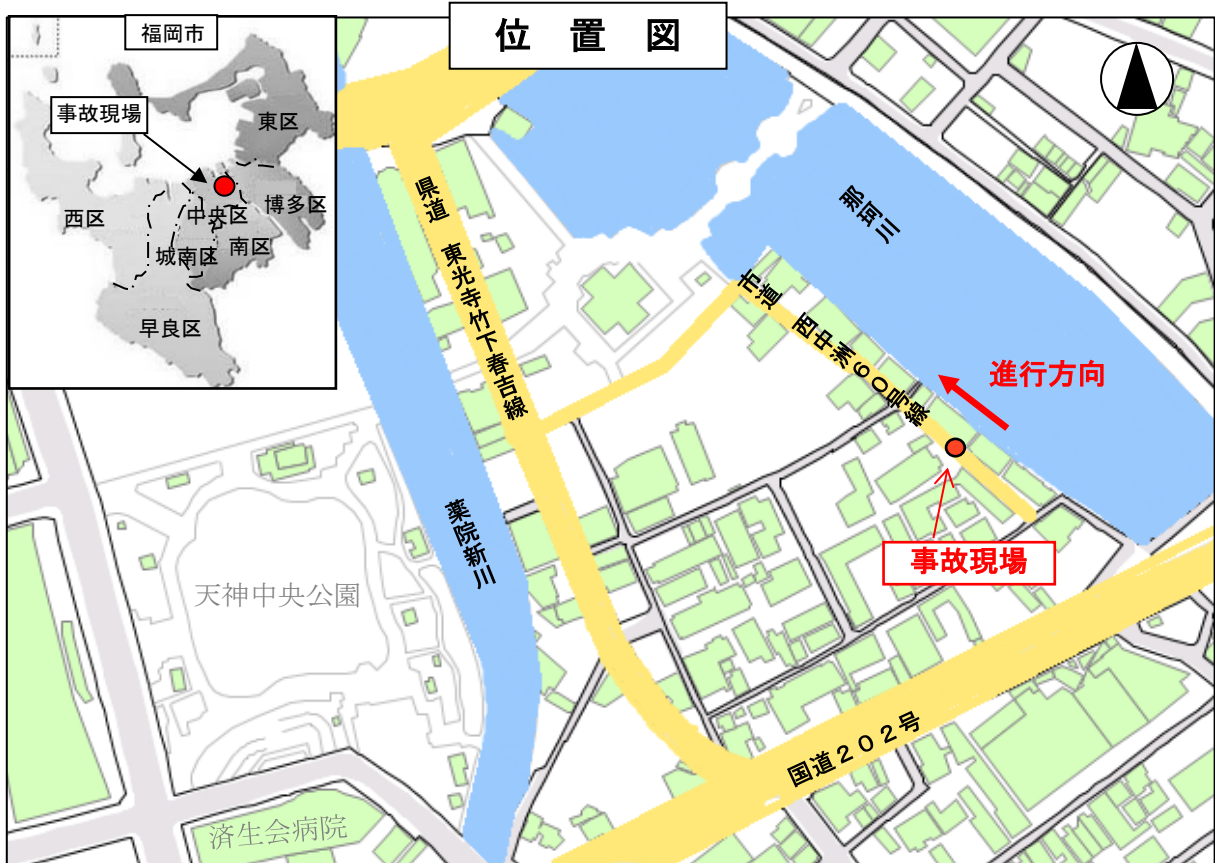 位置図
福岡市
事故現場
東区
西区
中央区
博多区
城南区
南区
早良区
県道 東光寺竹下春吉線
那珂川
市道 西中洲60号線
進行方向
事故現場
薬院新川
天神中央公園
国道202号
済生会病院